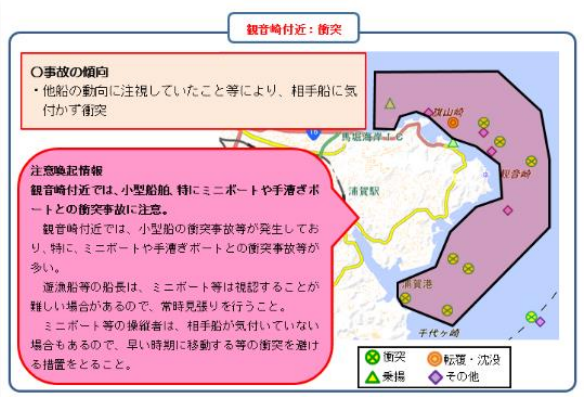 観音崎付近：衝突
〇事故の傾向
・他船の動向に注視していたこと等により、相手船に気
付かず衝突
注意喚起情報
観音崎付近では、小型船舶、特にミニボートや手漕ぎボ
ートとの衝突事故に注意。
観音崎付近では、小型船の衝突事故等が発生してお
り、特に、ミニボートや手漕ぎボートとの衝突事故等が
多い。
遊漁船等の船長は、ミニボート等は視認することが
難しい場合があるので、常時見張りを行うこと。
ミニボート等の操縦者は、相手船が気付いていない
場合もあるので、早い時期に移動する等の衝突を避け
る措置をとること。
旗山崎
16
馬堀海岸ＩＣ
観音崎
浦賀駅
浦賀港
千代ヶ崎
衝突
転覆・沈没
乗揚
その他